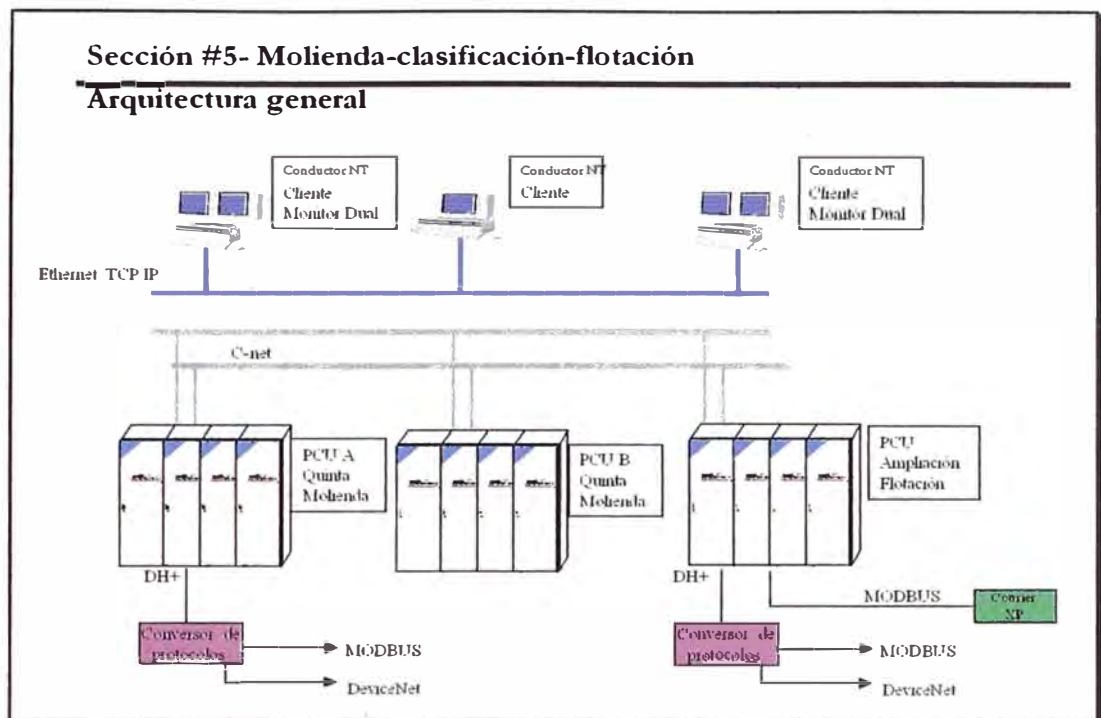 Sección #5- Molienda-clasificación-flotación
Arquitectura general
Conductor NT
Cliente
Monitor Dual
Conductor NT
Cliente
Conductor NT
Cliente
Monitor Dual
Ethernet TCP IP
C-net
PCU A
Quinta
Molienda
PCU B
Quinta
Molienda
PCU
Ampliación
Flotación
DH+
DH+
MODBUS
Courier
XP
Conversor de
protocolos
MODBUS
DeviceNet
Conversor de
protocolos
MODBUS
DeviceNet